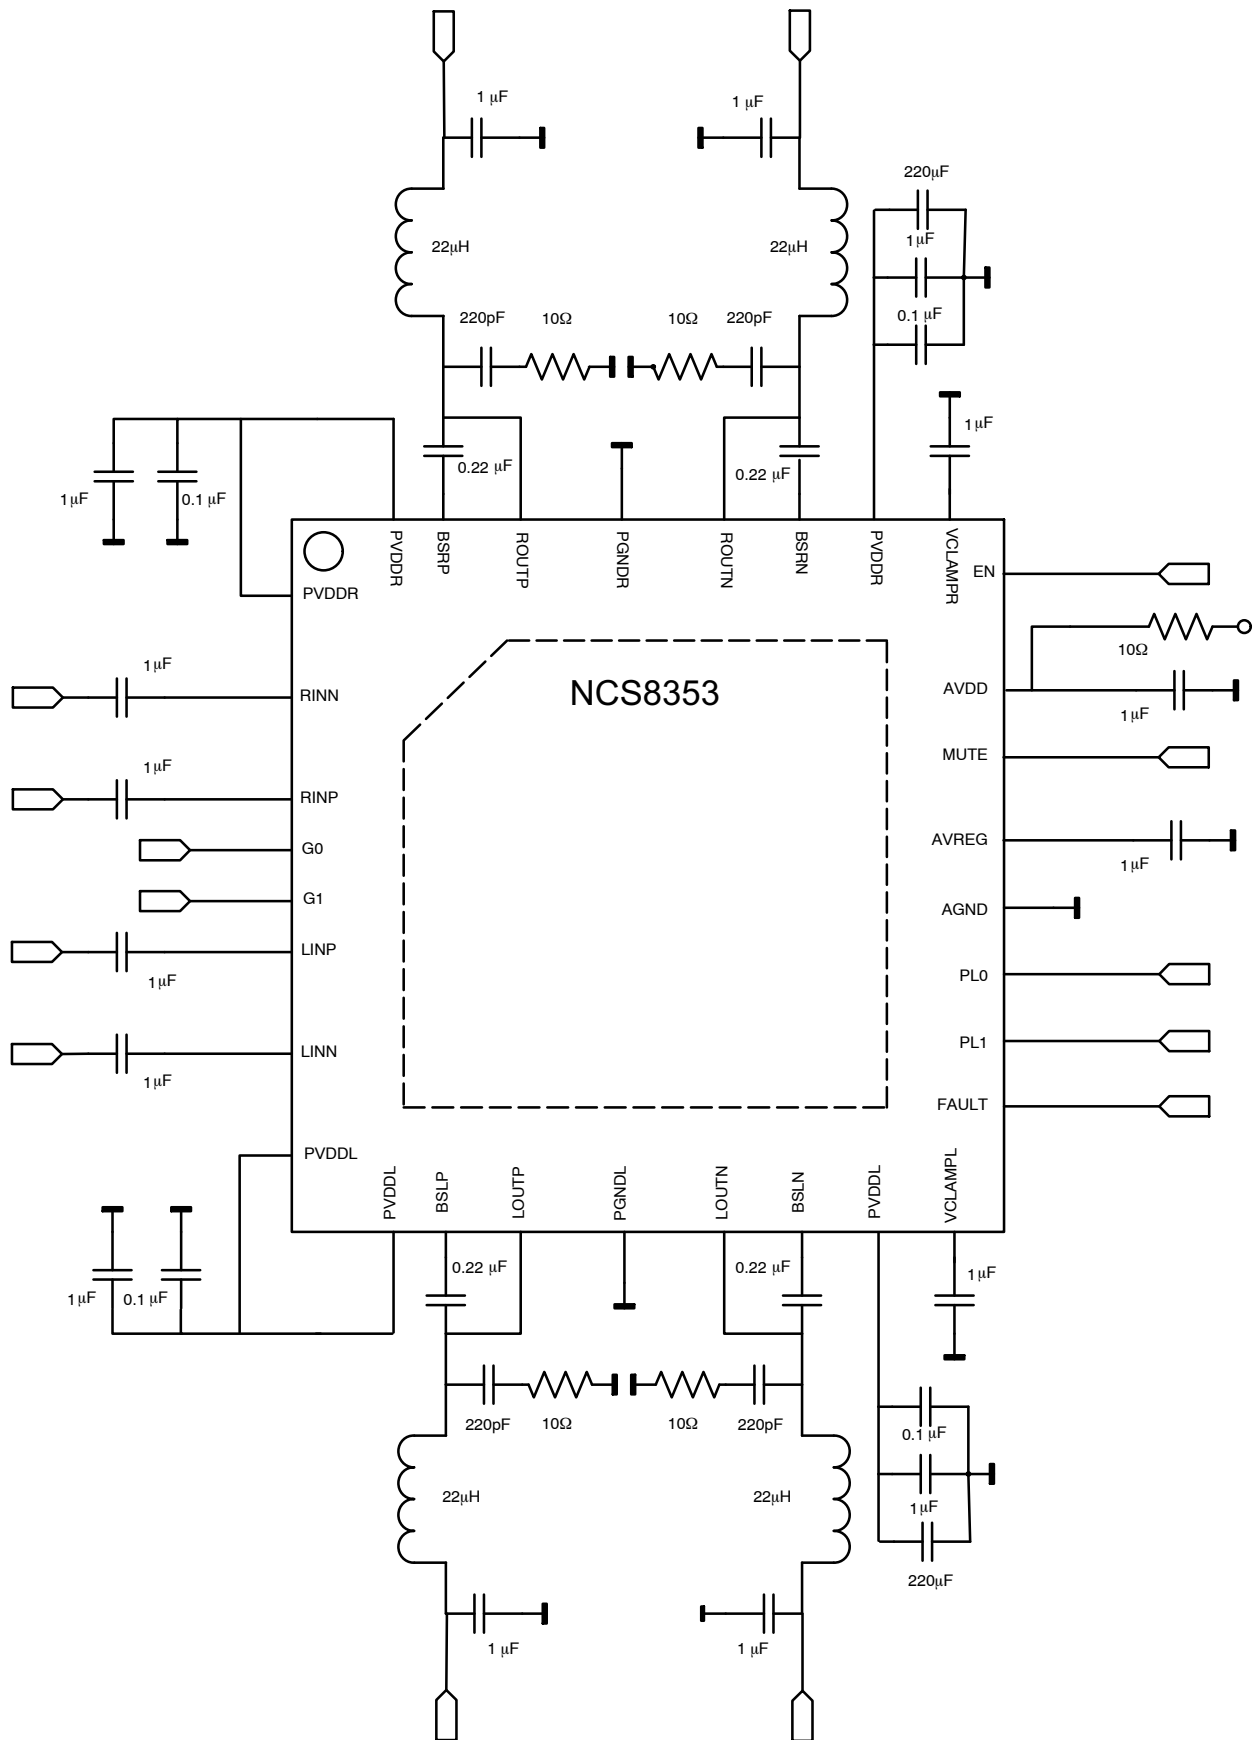 1 μF
1 μF
220μF
1μF
0.1 μF
22μH
22μH
220pF
10Ω
10Ω
220pF
1μF
1μF
0.1 μF
0.22 μF
0.22 μF
PVDDR
BSRP
ROUTP
PGNDR
ROUTN
BSRN
PVDDR
VCLAMPR
EN
PVDDR
10Ω
1μF
RINN
NCS8353
AVDD
1μF
MUTE
1μF
RINP
G0
AVREG
1μF
G1
AGND
LINP
1μF
PL0
LINN
1μF
PL1
FAULT
PVDDL
PVDDL
BSLP
LOUTP
PGNDL
LOUTN
BSLN
PVDDL
VCLAMPL
0.22 μF
0.22 μF
1μF
1μF
0.1 μF
220pF
10Ω
10Ω
220pF
0.1 μF
22μH
22μH
1μF
220μF
1 μF
1 μF